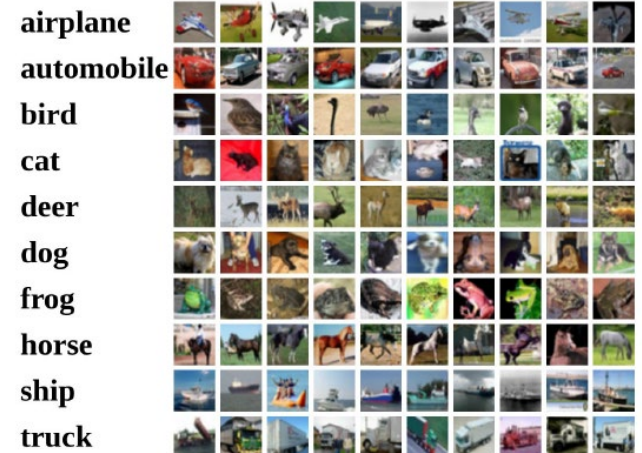 airplane
automobile
bird
cat
deer
dog
frog
horse
ship
truck